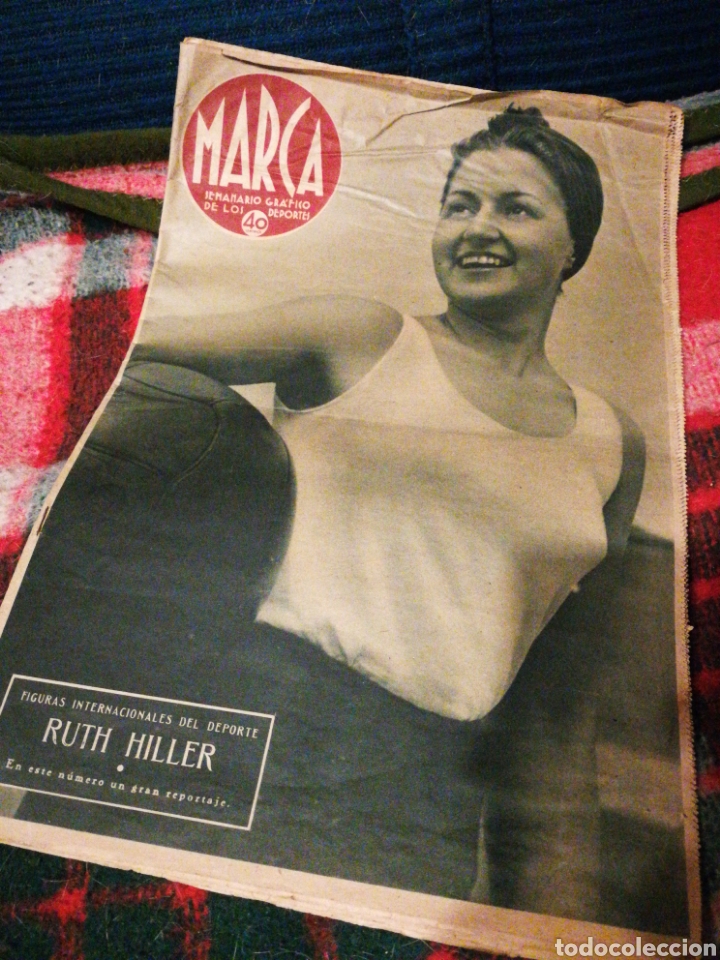 MARCA
SEMANARIO GRÁFICO
DE LOS DEPORTES
40
FIGURAS INTERNACIONALES DEL DEPORTE
RUTH HILLER
En este número un gran reportaje.
todocoleccion